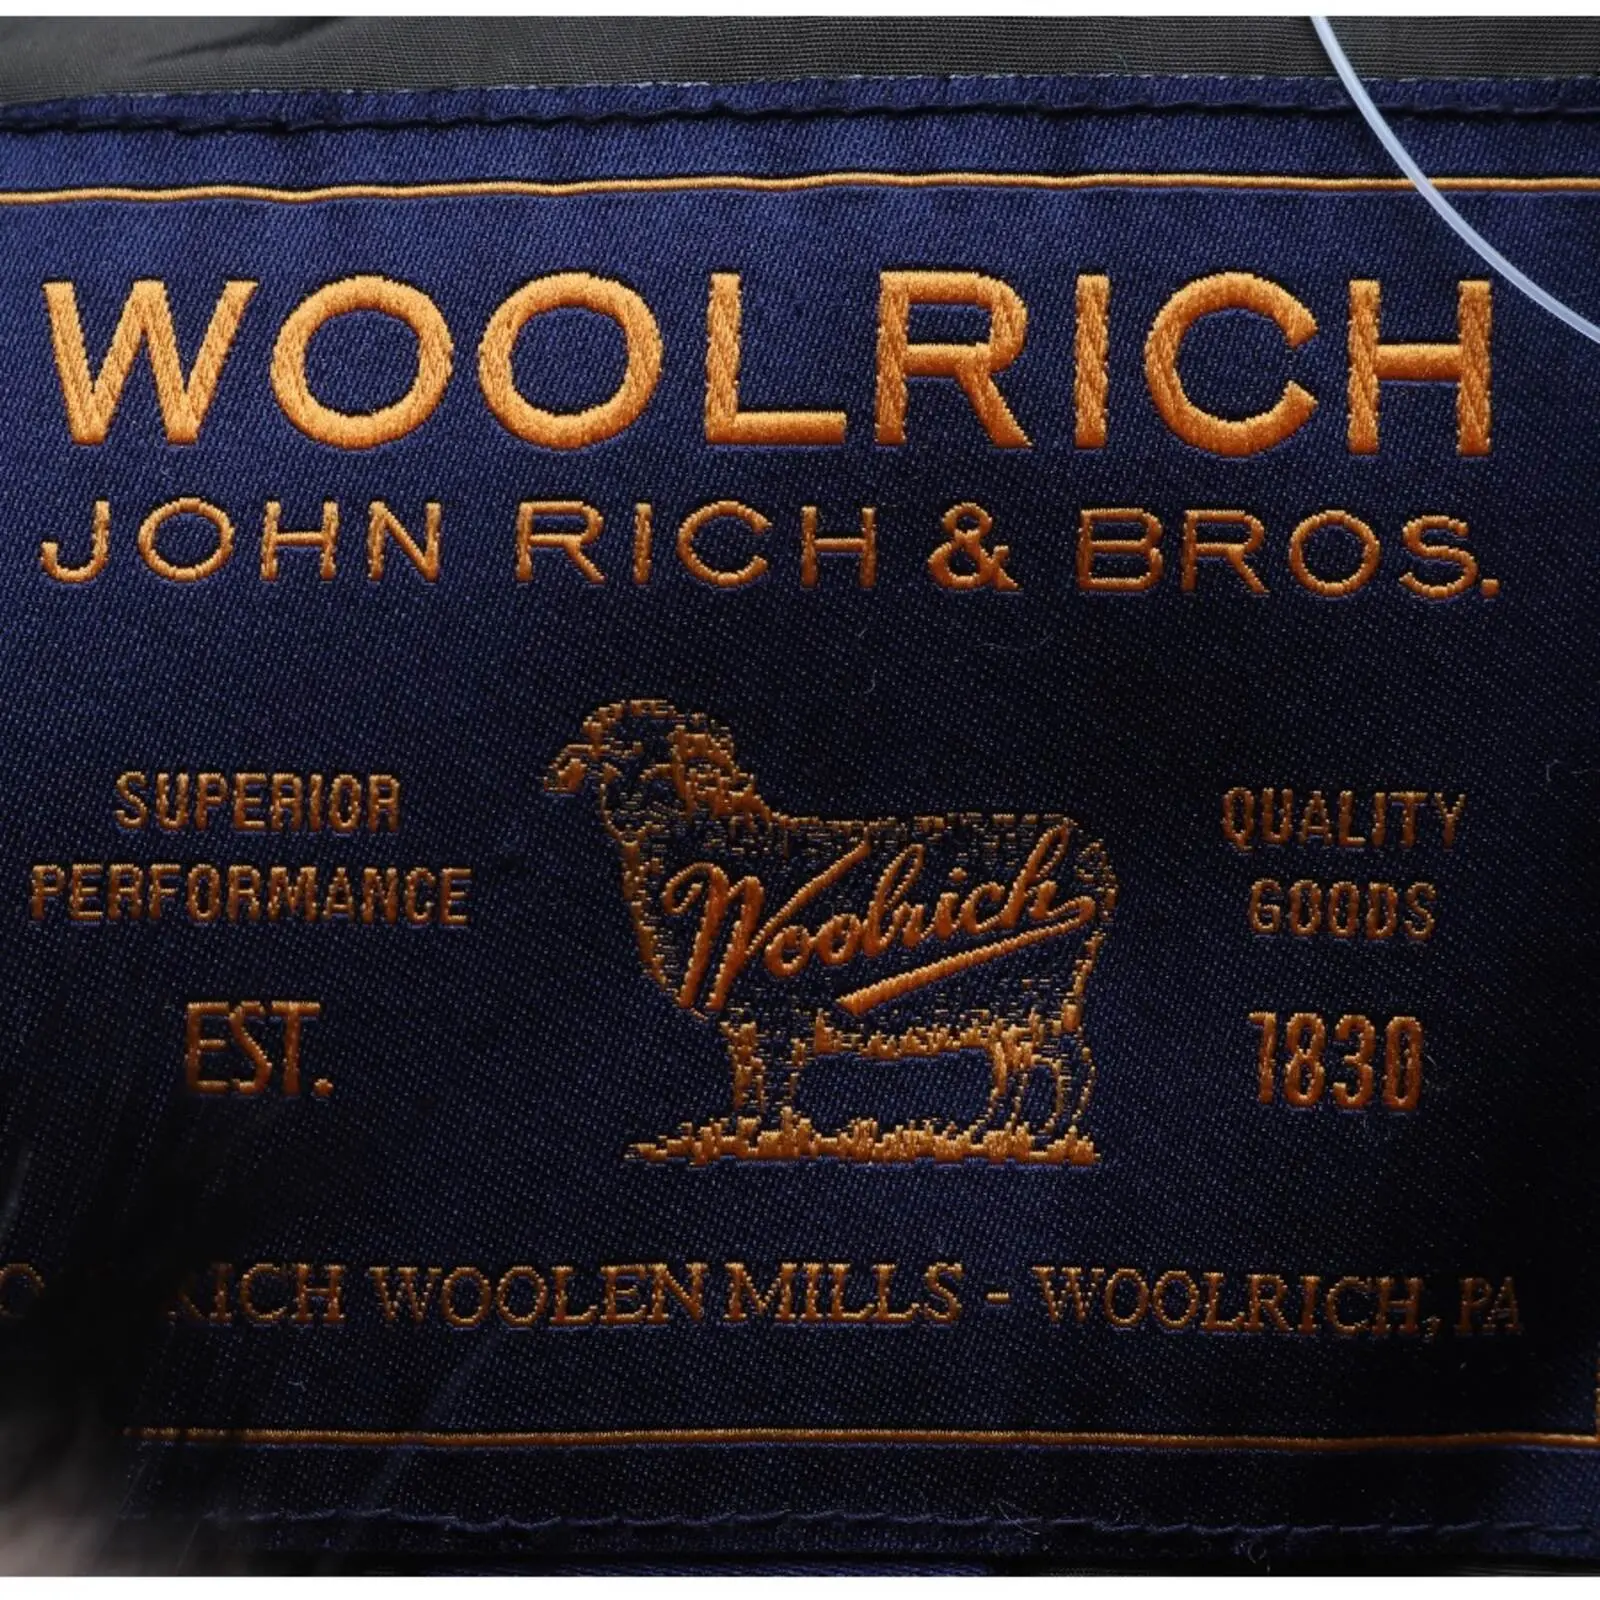 WOOLRICH
JOHN RICH & BROS.
SUPERIOR
PERFORMANCE
EST.
Woolrich
QUALITY
GOODS
1830
WOOLEN MILLS - WOOLRICH, PA